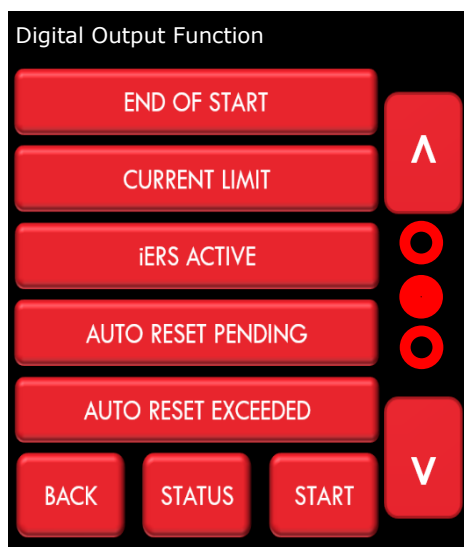 Digital Output Function
END OF START
CURRENT LIMIT
iERS ACTIVE
AUTO RESET PENDING
AUTO RESET EXCEEDED
BACK STATUS START